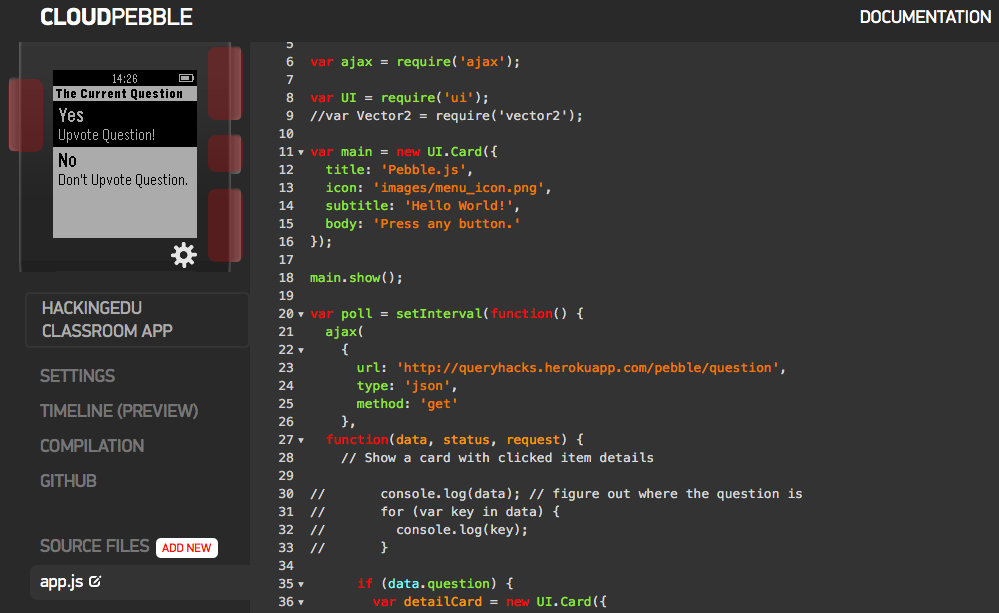 CLOUDPEBBLE
DOCUMENTATION
14:26
The Current Question
Yes
Upvote Question!
No
Don't Upvote Question.
HACKINGEDU
CLASSROOM APP
SETTINGS
TIMELINE (PREVIEW)
COMPILATION
GITHUB
SOURCE FILES ADD NEW
app.js
5
6 var ajax = require('ajax');
7
8 var UI = require('ui');
9 //var Vector2 = require('vector2');
10
11 var main = new UI.Card({
12   title: 'Pebble.js',
13   icon: 'images/menu_icon.png',
14   subtitle: 'Hello World!',
15   body: 'Press any button.'
16 });
17
18 main.show();
19
20 var poll = setInterval(function() {
21   ajax(
22     {
23       url: 'http://queryhacks.herokuapp.com/pebble/question',
24       type: 'json',
25       method: 'get'
26     },
27   function(data, status, request) {
28     // Show a card with clicked item details
29
30 //       console.log(data); // figure out where the question is
31 //       for (var key in data) {
32 //         console.log(key);
33 //       }
34
35       if (data.question) {
36         var detailCard = new UI.Card({